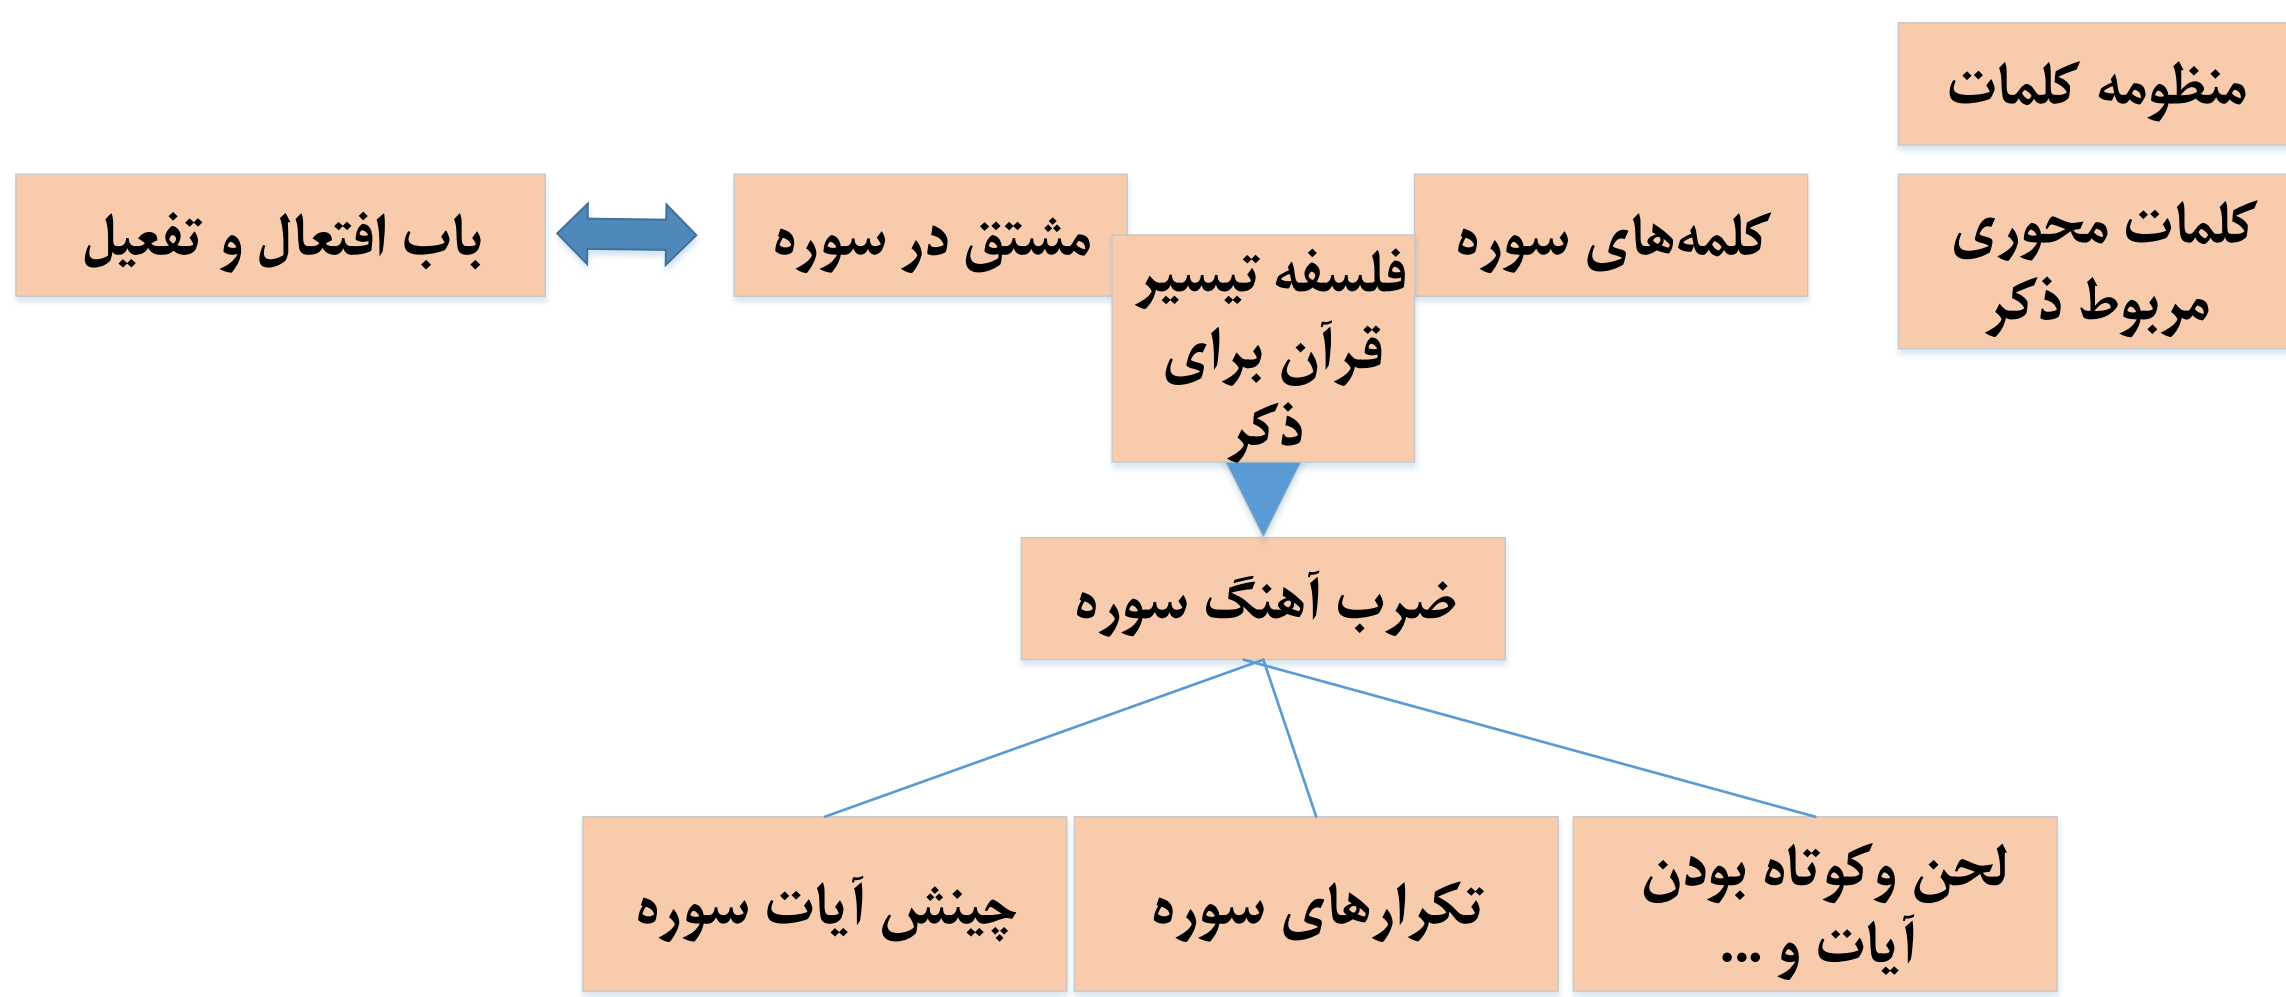 منظومه کلمات
کلمات محوری
مربوط ذکر
کلمه‌های سوره
مشتق در سوره
باب افتعال و تفعیل
فلسفه تیسیر
قرآن برای
ذکر
ضرب آهنگ سوره
لحن وکوتاه بودن
آیات و ...
تکرارهای سوره
چینش آیات سوره